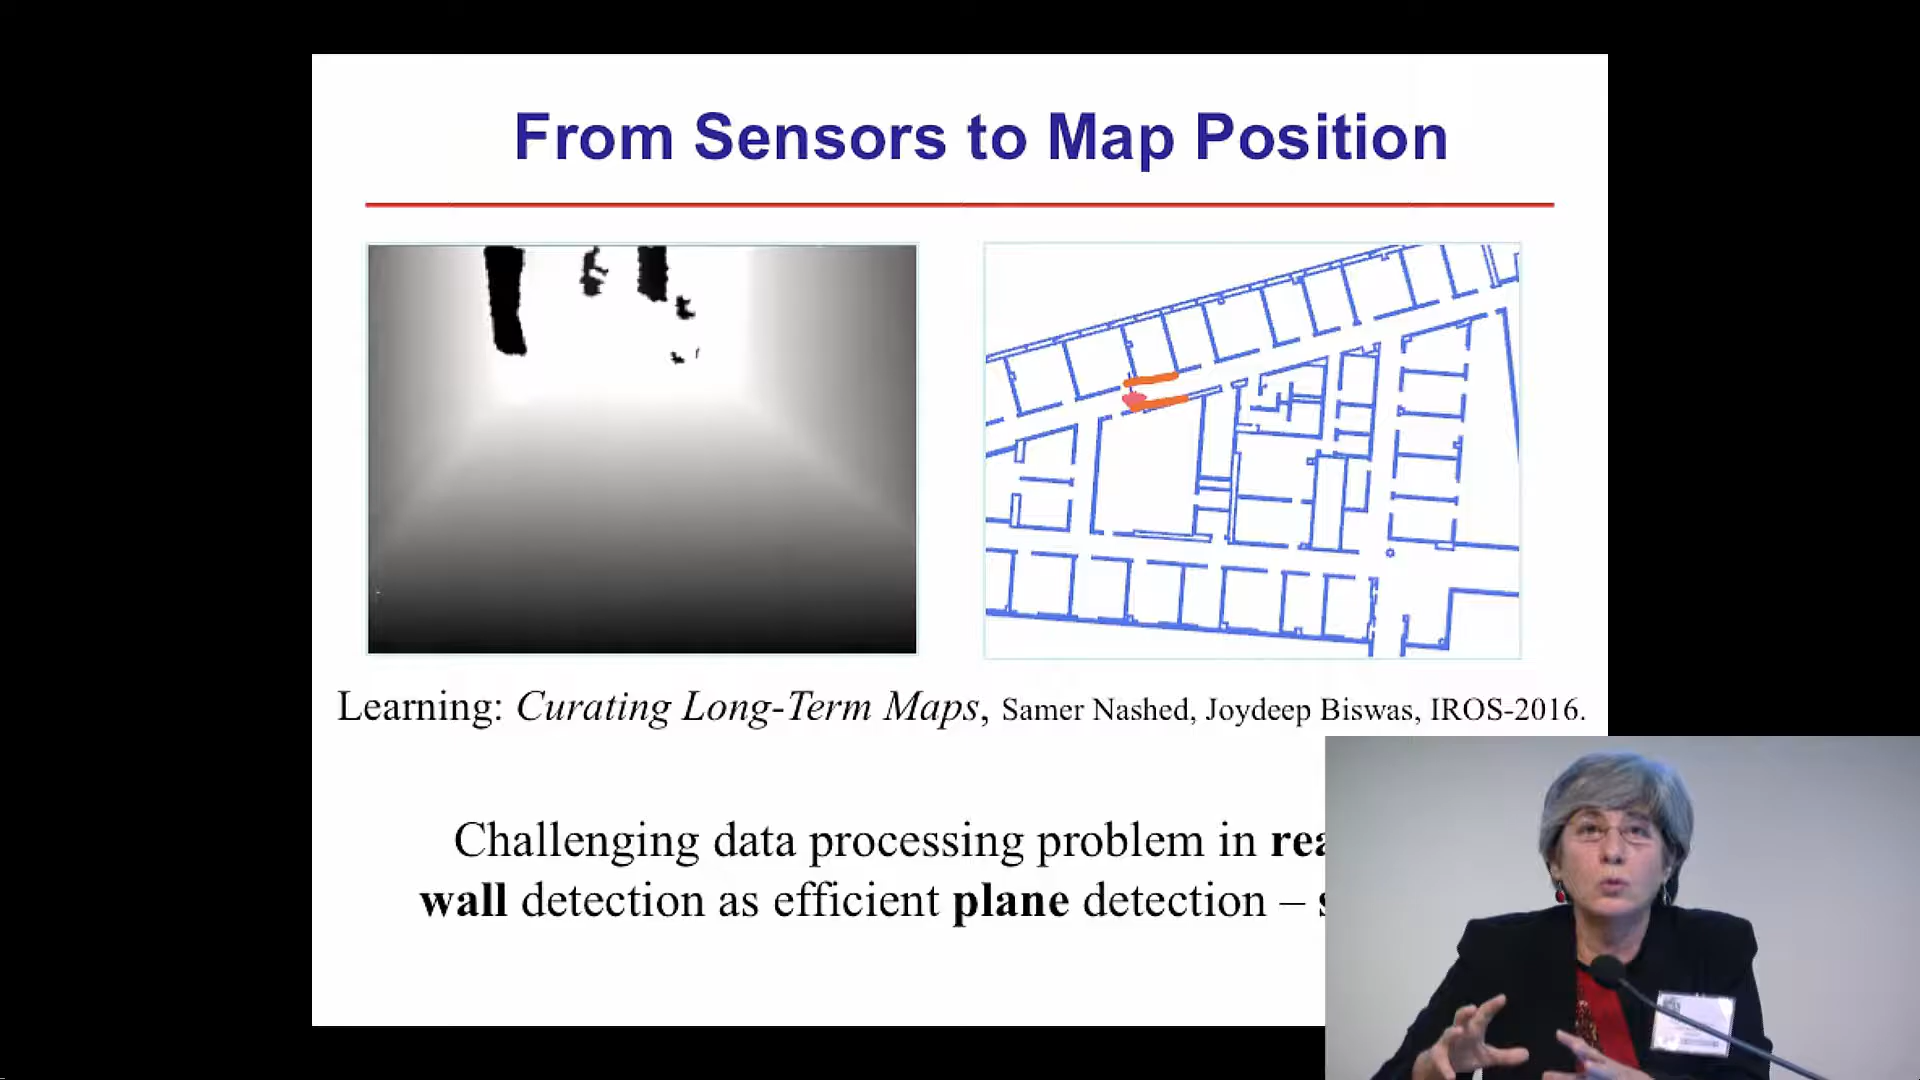 From Sensors to Map Position
Learning: Curating Long-Term Maps, Samer Nashed, Joydeep Biswas, IROS-2016.
Challenging data processing problem in
wall detection as efficient plane detection –